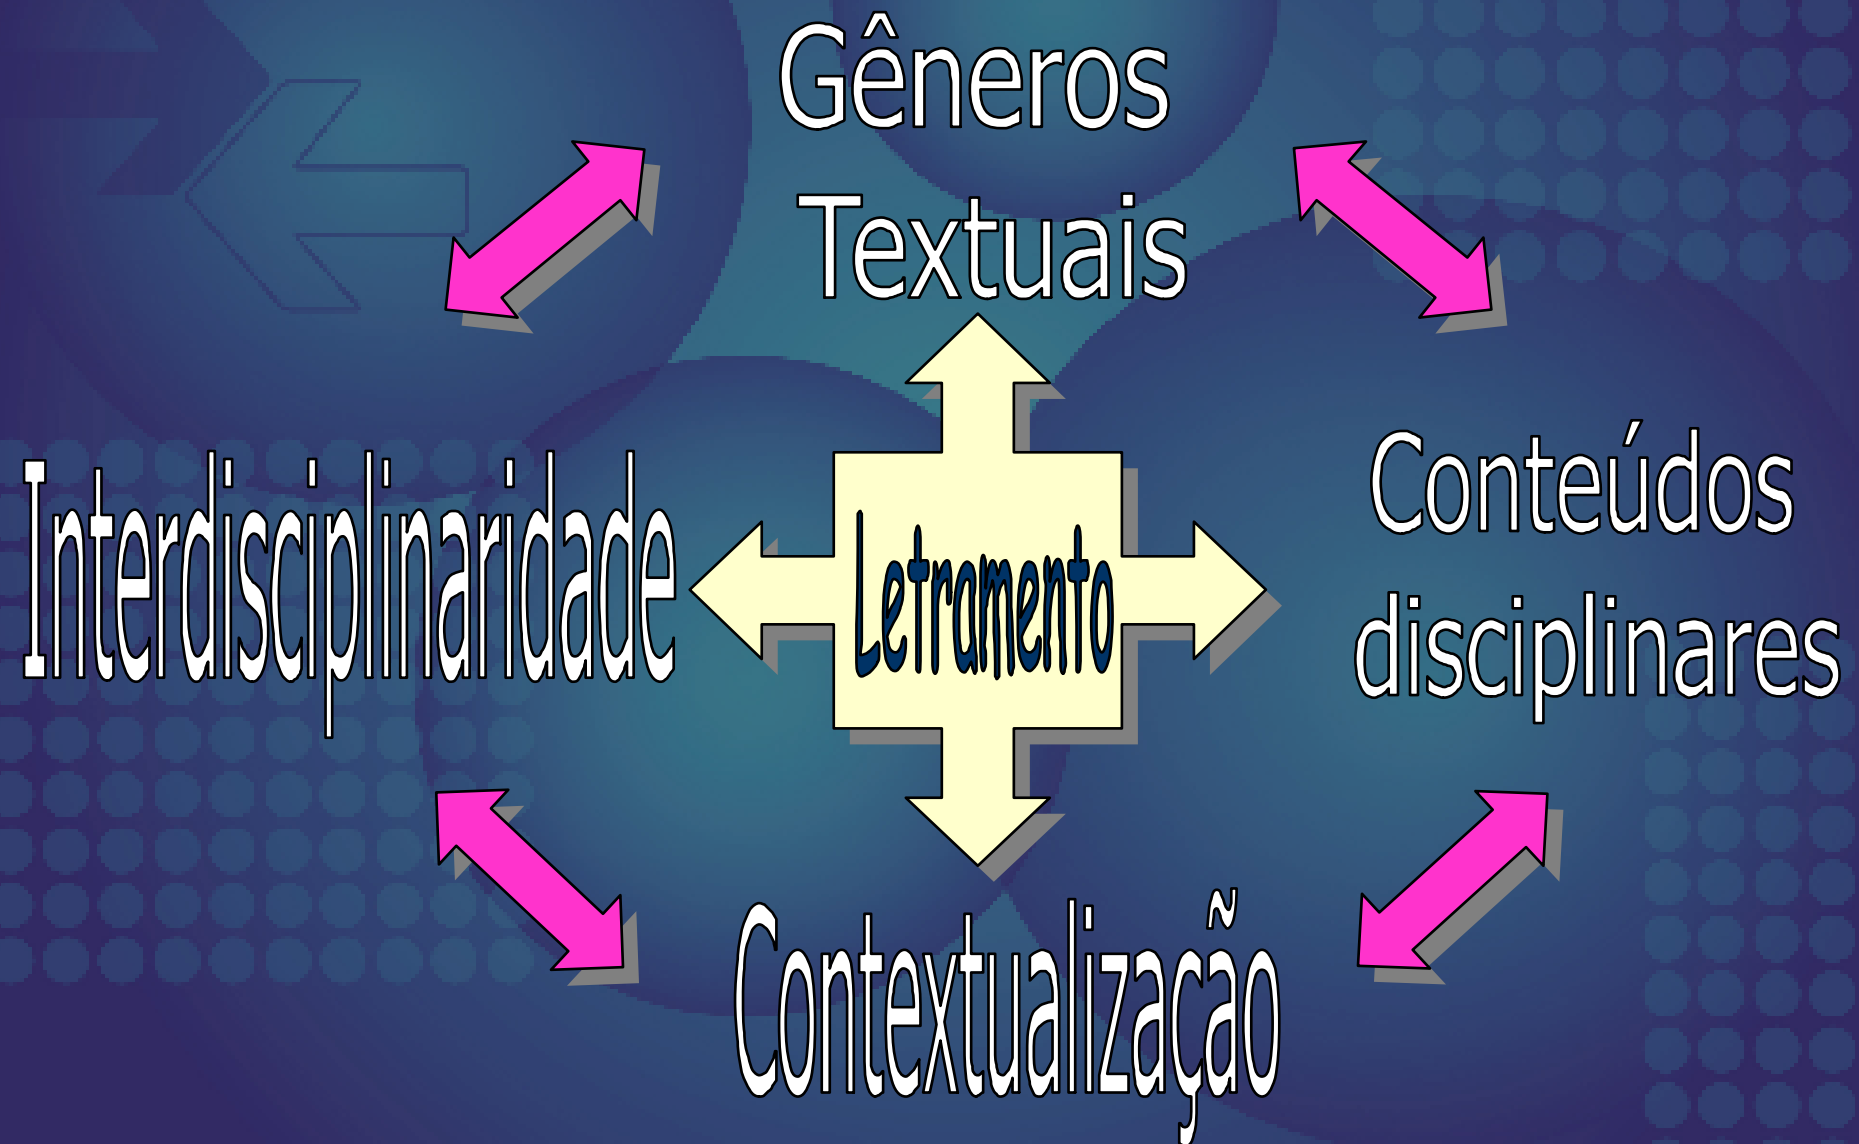 Gêneros
Textuais
Interdisciplinaridade
Letramento
Conteúdos
disciplinares
Contextualização